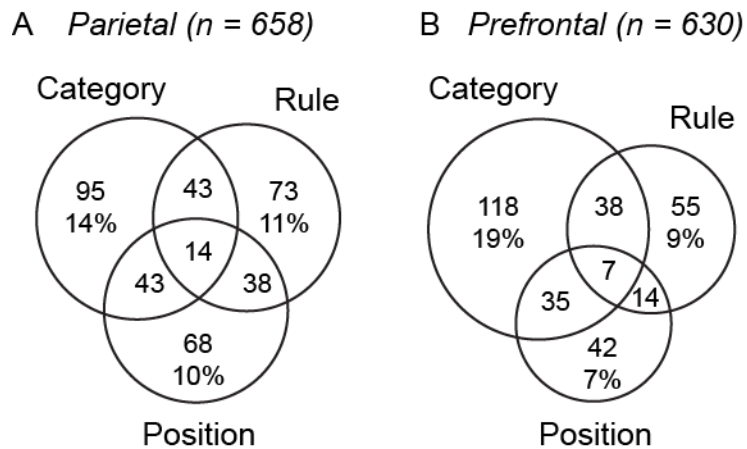 A Parietal (n = 658)
Category
Rule
95
14%
43
73
11%
14
43
38
68
10%
Position
B Prefrontal (n = 630)
Category
Rule
118
19%
38
55
9%
7
35
14
42
7%
Position